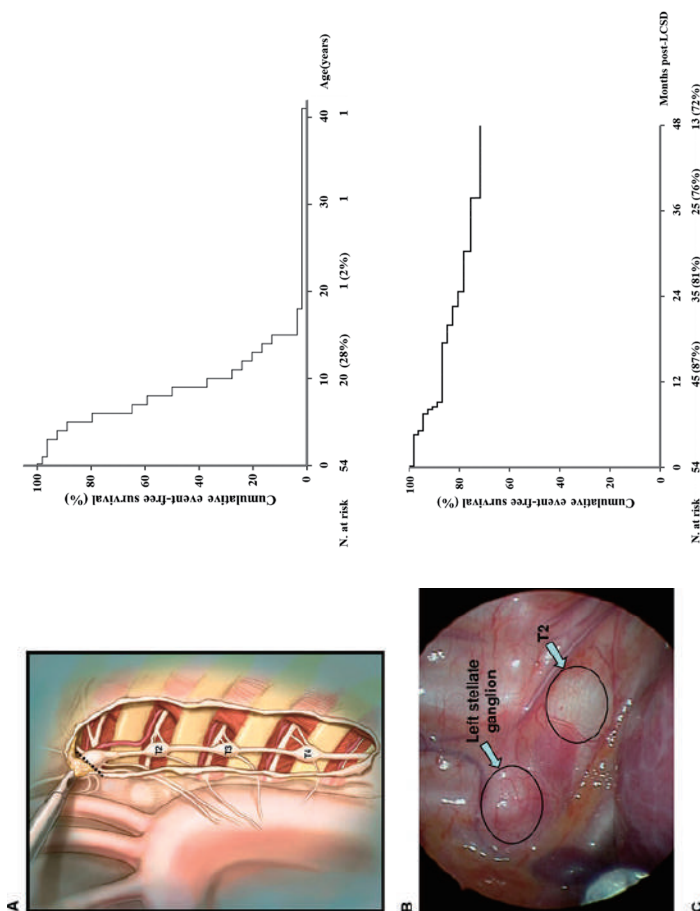 A
T2
T3
T4
B
Left stellate
ganglion
T2
C
Cumulative event-free survival (%)
100
80
60
40
20
0
0 10 20 30 40 Age(years)
N. at risk 54 20 (28%) 1 (2%) 1 1
Cumulative event-free survival (%)
100
80
60
40
20
0
0 12 24 36 48 Months post-LCSD
N. at risk 54 45 (87%) 35 (81%) 25 (76%) 13 (72%)